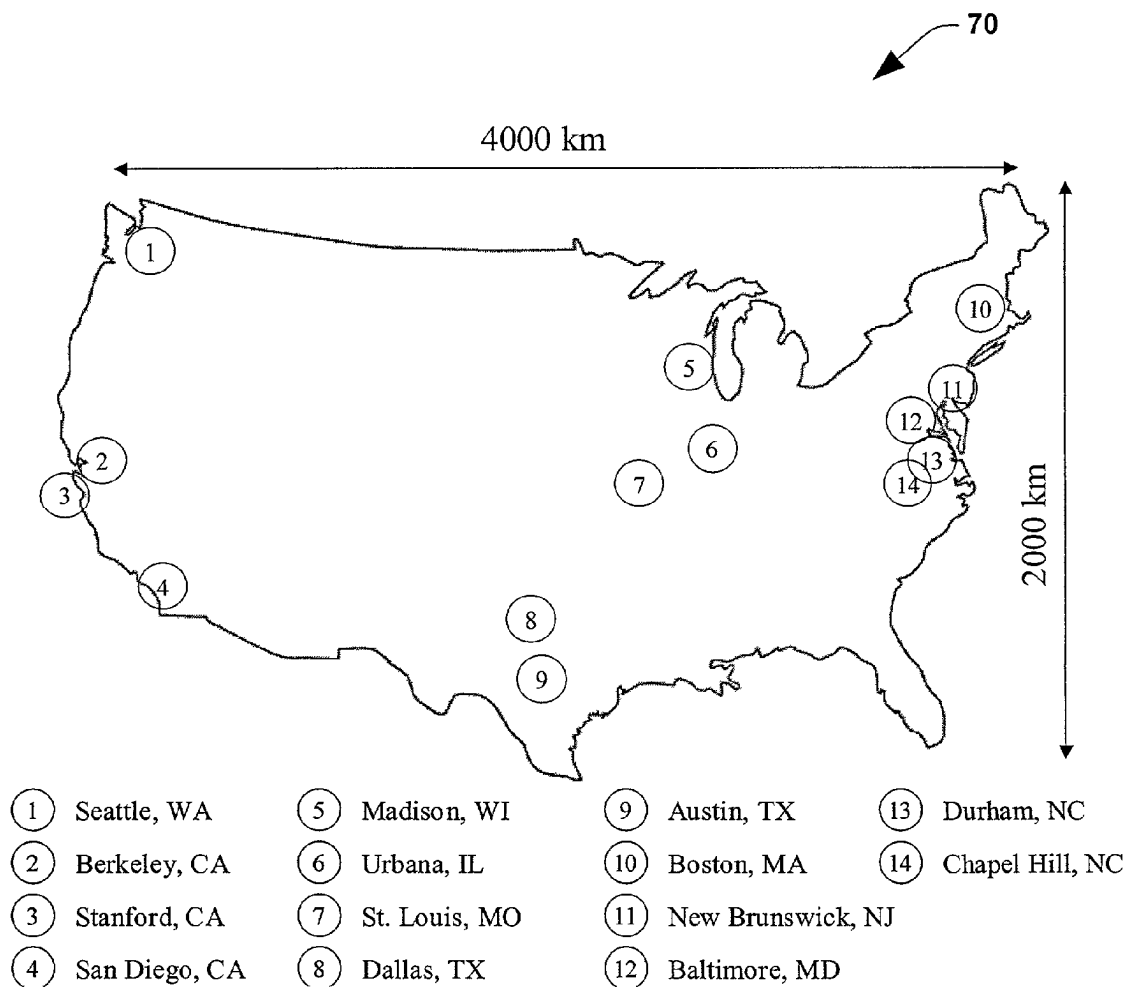 70
4000 km
2000 km
1
2
3
4
5
6
7
8
9
10
11
12
13
14
1 Seattle, WA
2 Berkeley, CA
3 Stanford, CA
4 San Diego, CA
5 Madison, WI
6 Urbana, IL
7 St. Louis, MO
8 Dallas, TX
9 Austin, TX
10 Boston, MA
11 New Brunswick, NJ
12 Baltimore, MD
13 Durham, NC
14 Chapel Hill, NC